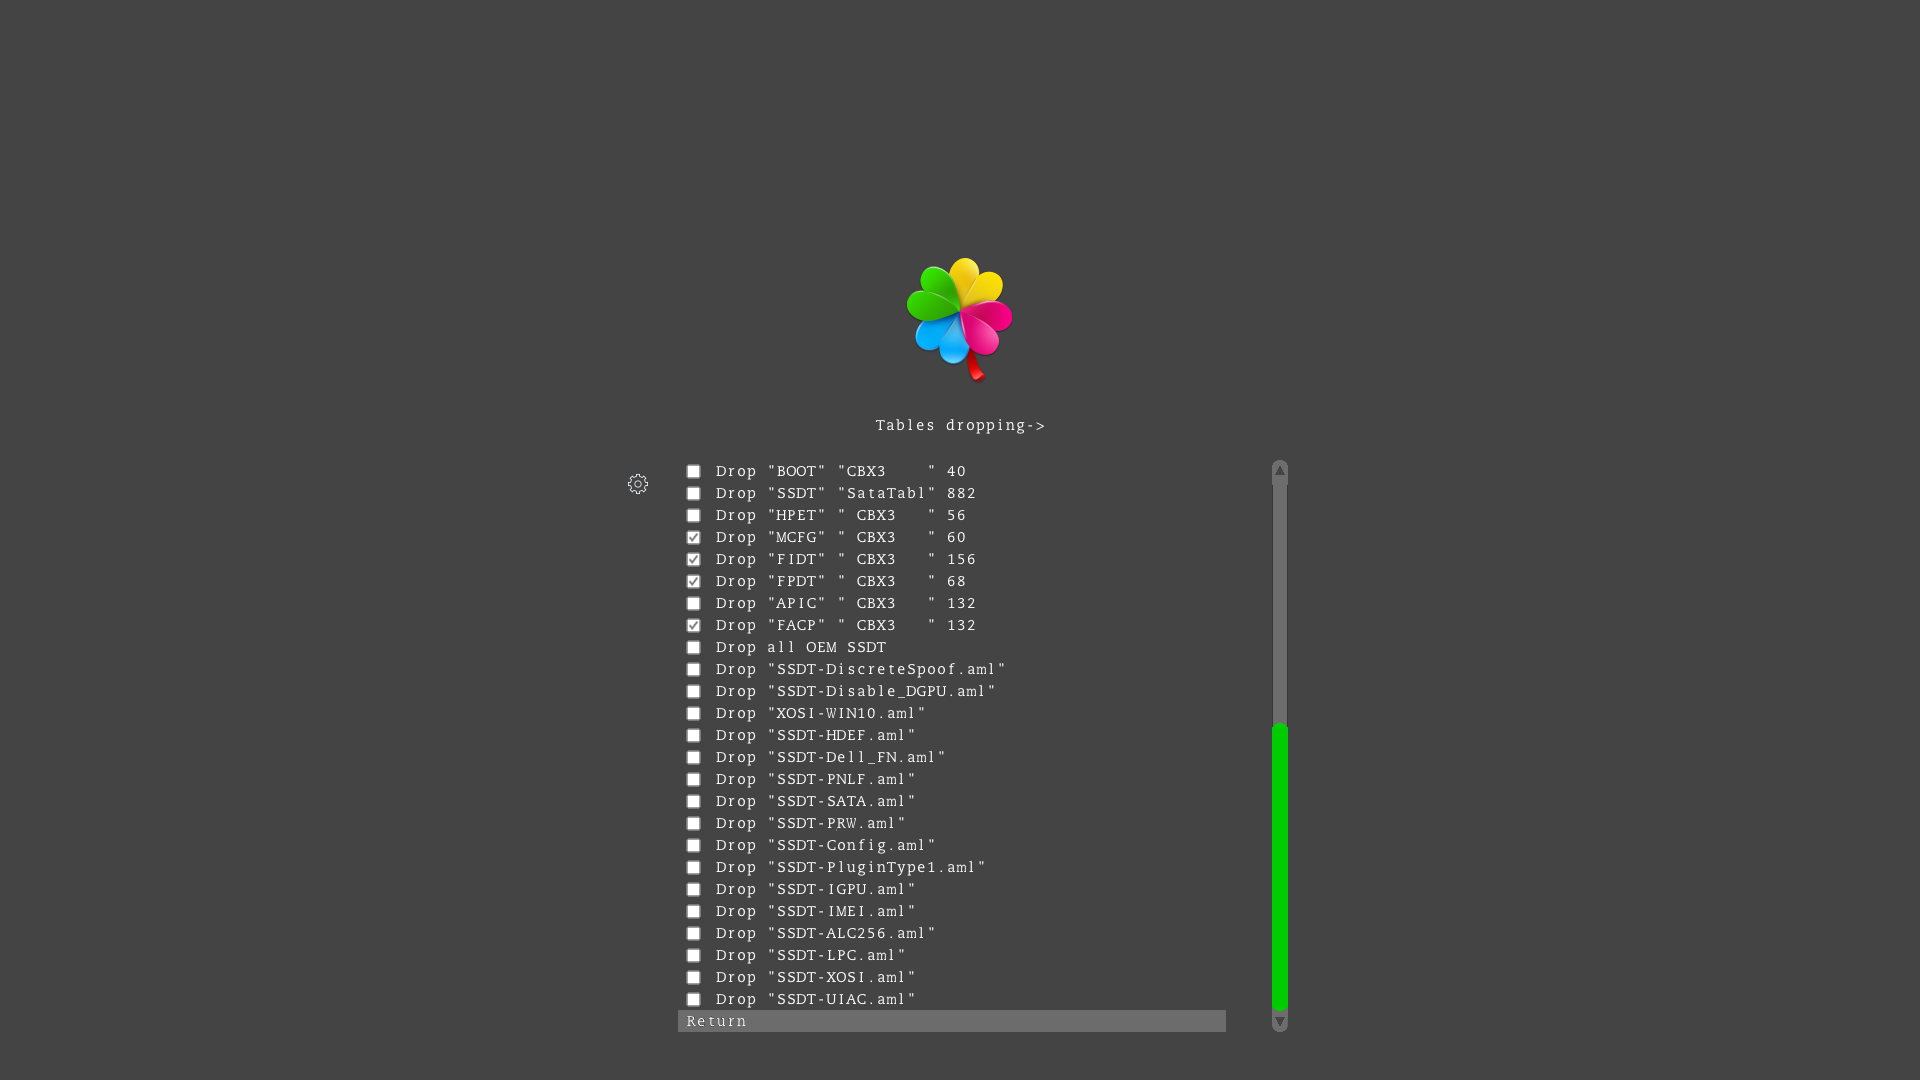 Tables dropping->
Drop "BOOT" "CBX3    " 40
Drop "SSDT" "SataTabl" 882
Drop "HPET" " CBX3   " 56
Drop "MCFG" " CBX3   " 60
Drop "FIDT" " CBX3   " 156
Drop "FPDT" " CBX3   " 68
Drop "APIC" " CBX3   " 132
Drop "FACP" " CBX3   " 132
Drop all OEM SSDT
Drop "SSDT-DiscreteSpoof.aml"
Drop "SSDT-Disable_DGPU.aml"
Drop "XOSI-WIN10.aml"
Drop "SSDT-HDEF.aml"
Drop "SSDT-Dell_FN.aml"
Drop "SSDT-PNLF.aml"
Drop "SSDT-SATA.aml"
Drop "SSDT-PRW.aml"
Drop "SSDT-Config.aml"
Drop "SSDT-PluginType1.aml"
Drop "SSDT-IGPU.aml"
Drop "SSDT-IMEI.aml"
Drop "SSDT-ALC256.aml"
Drop "SSDT-LPC.aml"
Drop "SSDT-XOSI.aml"
Drop "SSDT-UIAC.aml"
Return